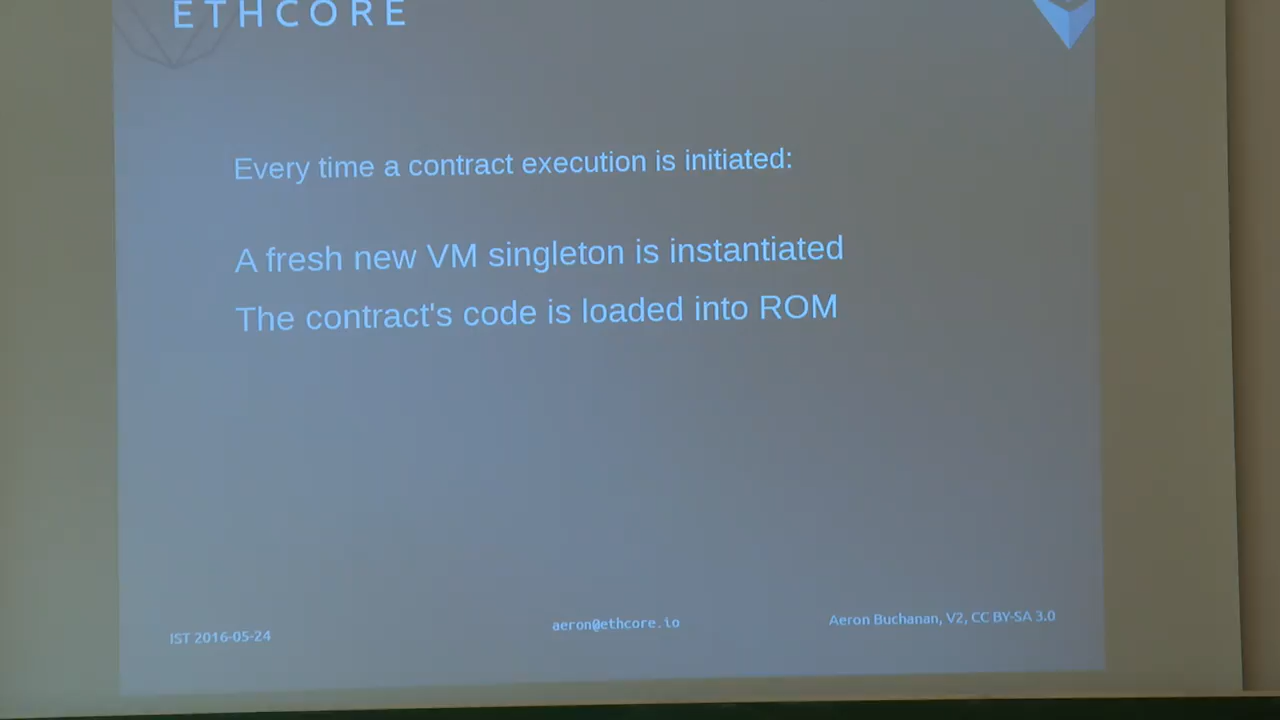 ETHCORE
Every time a contract execution is initiated:
A fresh new VM singleton is instantiated
The contract's code is loaded into ROM
IST 2016-05-24
aeron@ethcore.io
Aeron Buchanan, V2, CC BY-SA 3.0